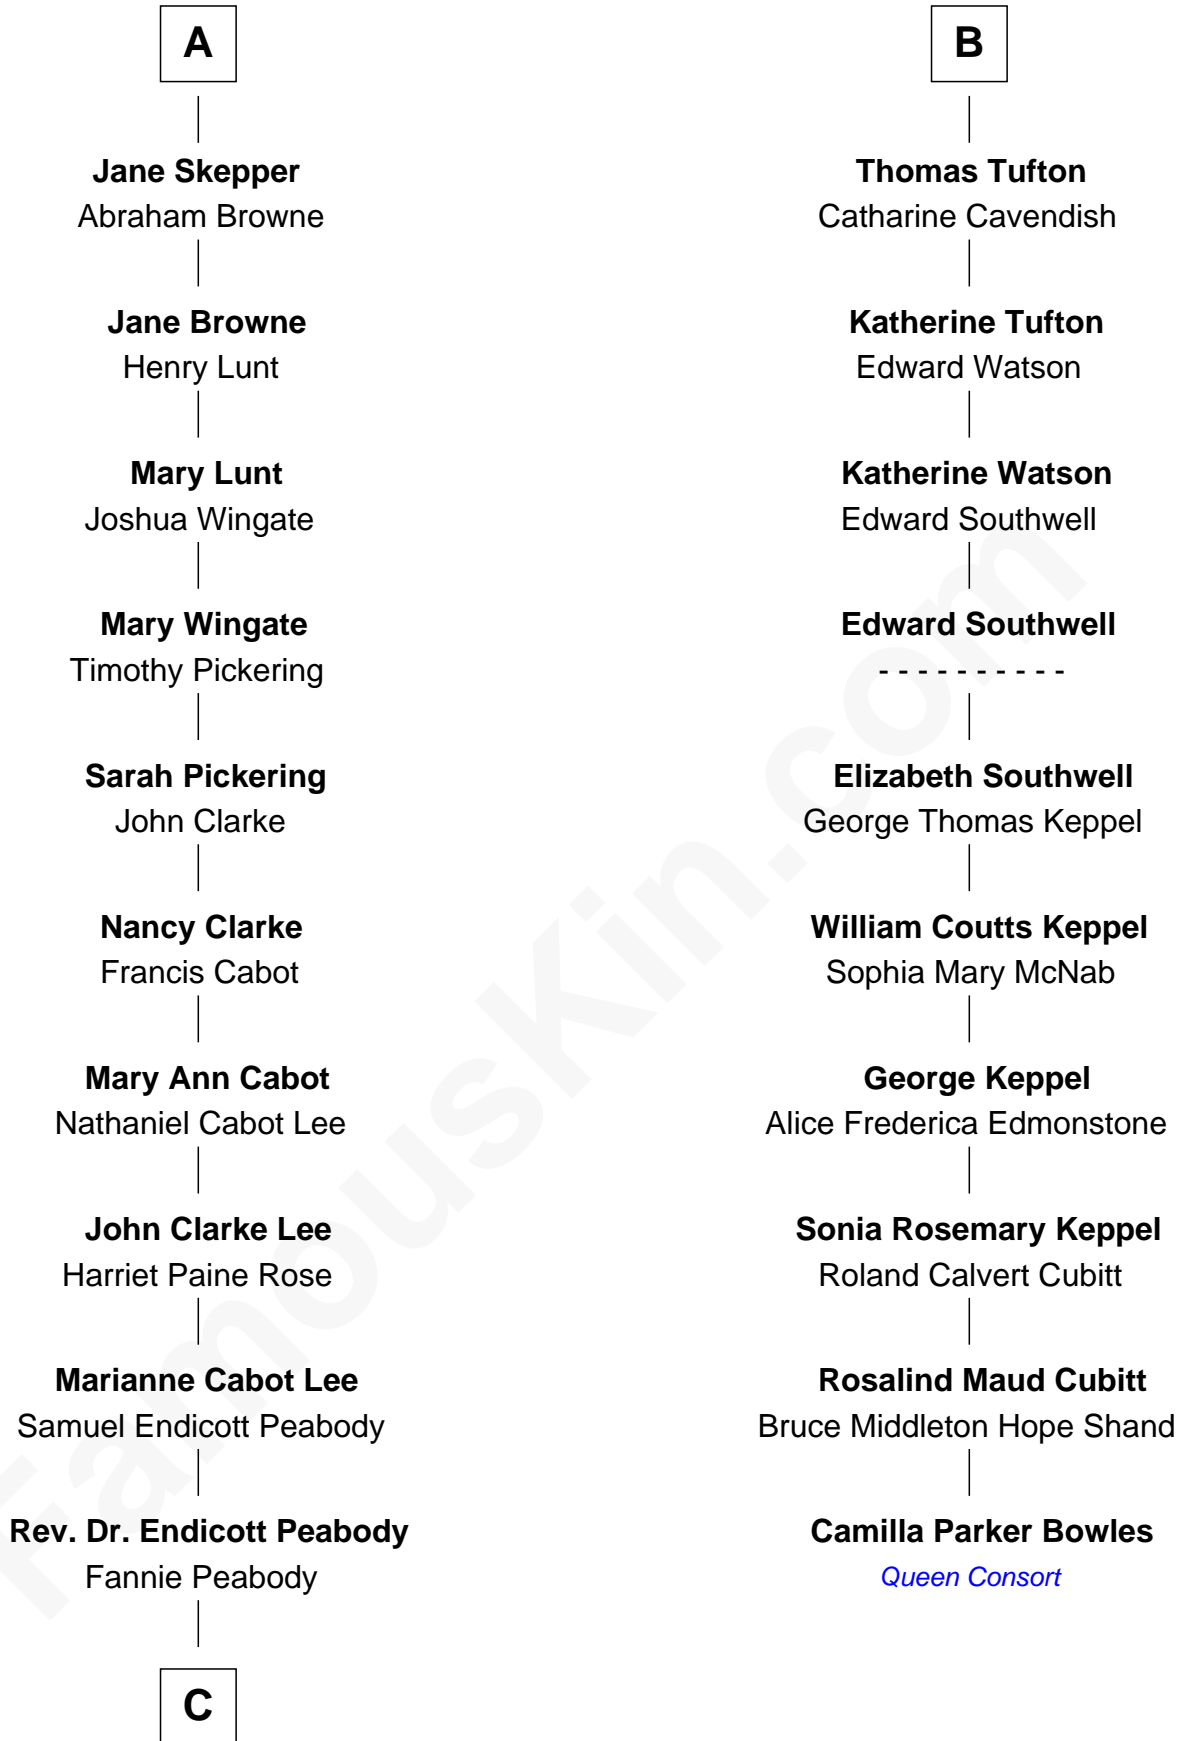 A
Jane Skepper
Abraham Browne
Jane Browne
Henry Lunt
Mary Lunt
Joshua Wingate
Mary Wingate
Timothy Pickering
Sarah Pickering
John Clarke
Nancy Clarke
Francis Cabot
Mary Ann Cabot
Nathaniel Cabot Lee
John Clarke Lee
Harriet Paine Rose
Marianne Cabot Lee
Samuel Endicott Peabody
Rev. Dr. Endicott Peabody
Fannie Peabody
C
B
Thomas Tufton
Catharine Cavendish
Katherine Tufton
Edward Watson
Katherine Watson
Edward Southwell
Edward Southwell
- - - - - - - - - -
Elizabeth Southwell
George Thomas Keppel
William Coutts Keppel
Sophia Mary McNab
George Keppel
Alice Frederica Edmonstone
Sonia Rosemary Keppel
Roland Calvert Cubitt
Rosalind Maud Cubitt
Bruce Middleton Hope Shand
Camilla Parker Bowles
Queen Consort
FamousKin.com